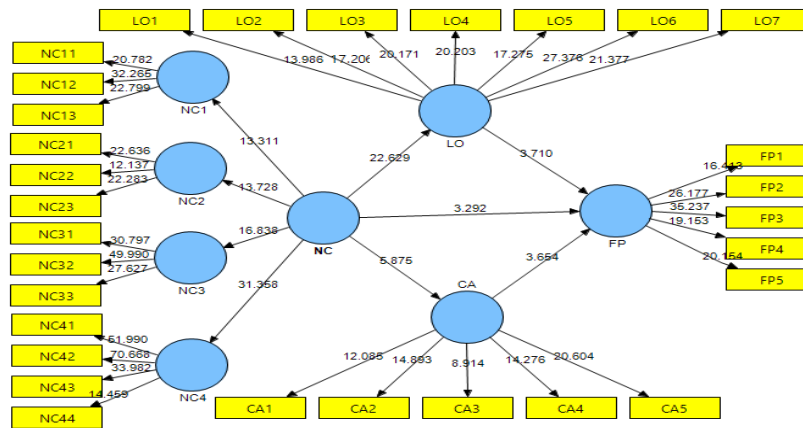 LO1 LO2 LO3 LO4 LO5 LO6 LO7
NC11
NC12
NC13
20.782
32.265
22.799
NC1
13.986 17.206 20.171 20.203 17.275 27.376 21.377
LO
NC21
NC22
NC23
22.636
12.137
22.283
NC2
13.311
13.728
16.838
31.358
NC
22.629
3.292
5.875
3.710
3.654
NC31
NC32
NC33
30.797
49.990
27.627
NC3
NC41
NC42
NC43
NC44
51.990
70.668
33.982
14.459
NC4
FP
16.413
26.177
35.237
19.153
20.154
FP1
FP2
FP3
FP4
FP5
CA
12.085 14.893 8.914 14.276 20.604
CA1 CA2 CA3 CA4 CA5